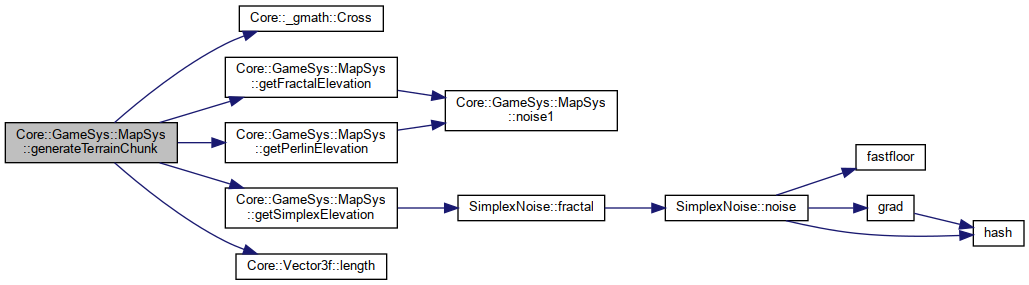 Core::GameSys::MapSys
::generateTerrainChunk
Core::_gmath::Cross
Core::GameSys::MapSys
::getFractalElevation
Core::GameSys::MapSys
::getPerlinElevation
Core::GameSys::MapSys
::getSimplexElevation
Core::Vector3f::length
Core::GameSys::MapSys
::noise1
SimplexNoise::fractal
SimplexNoise::noise
fastfloor
grad
hash